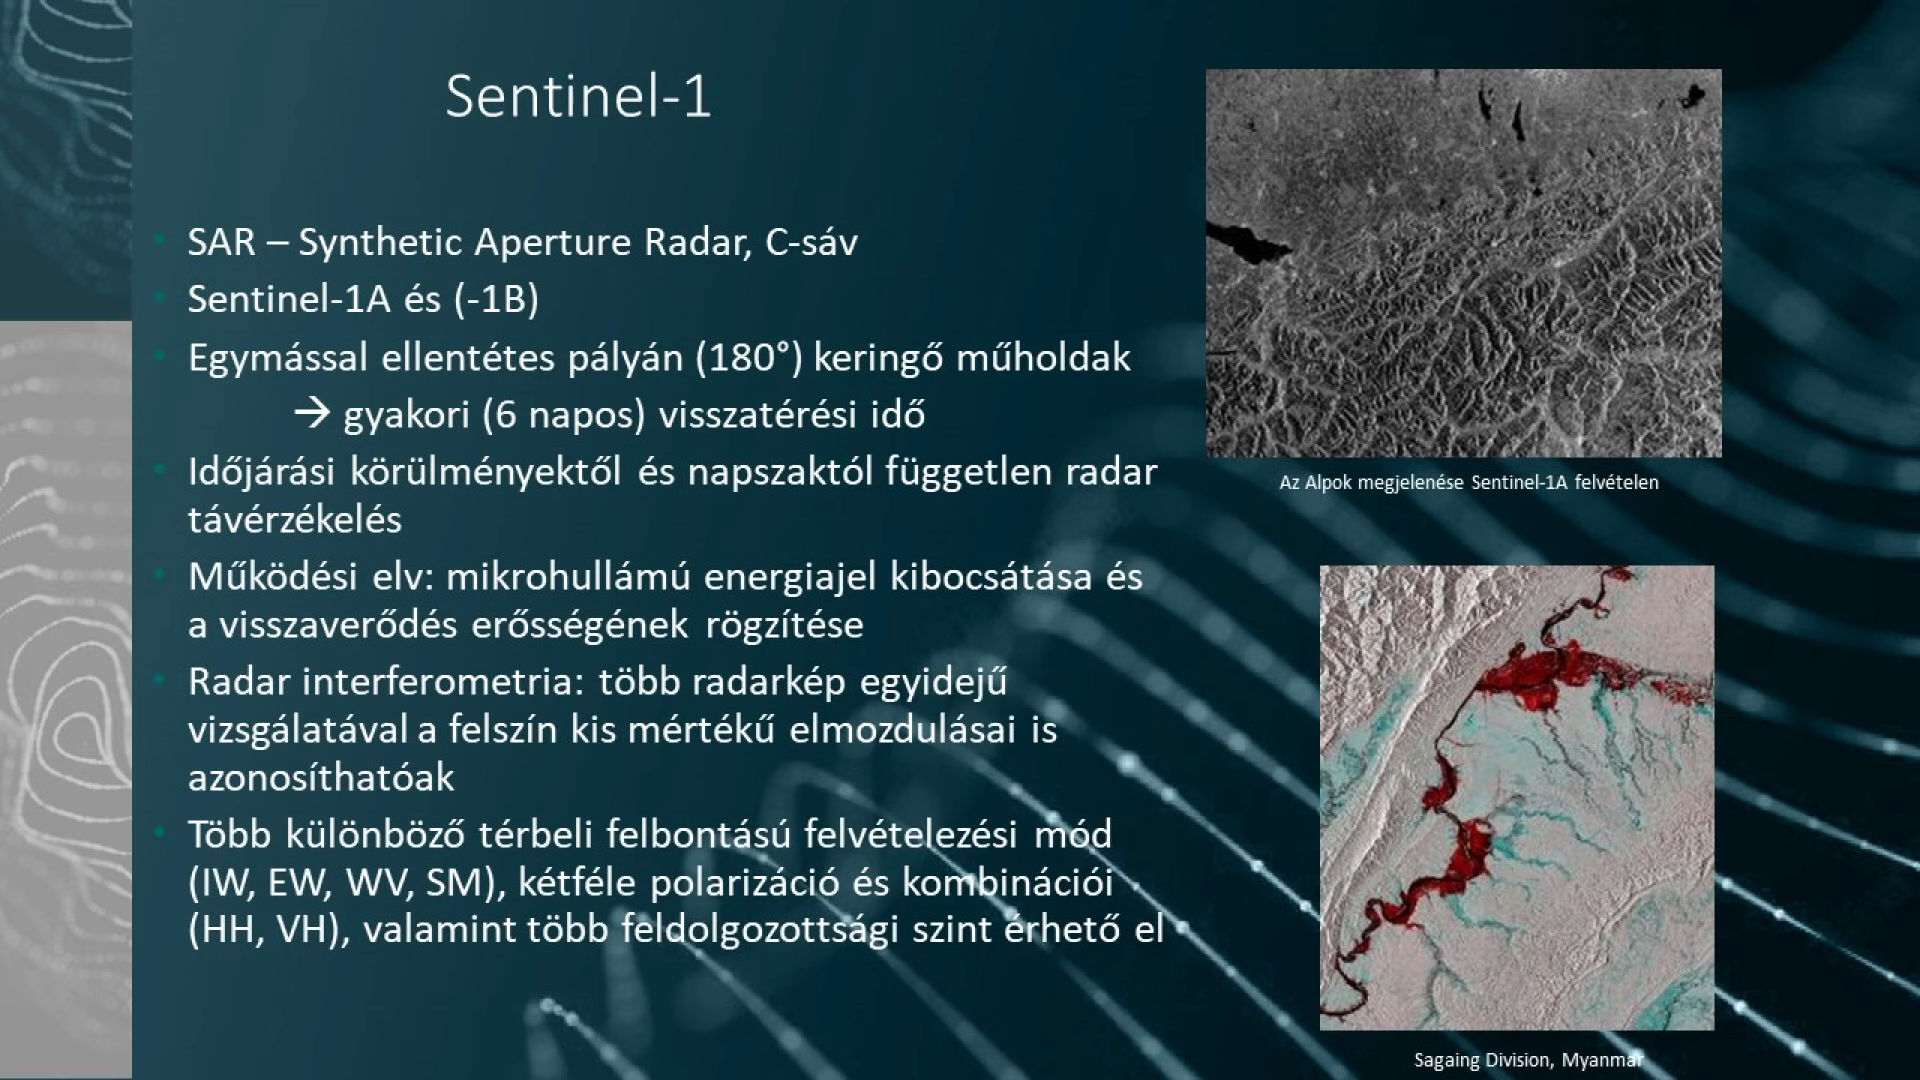 Sentinel-1
SAR – Synthetic Aperture Radar, C-sáv
Sentinel-1A és (-1B)
Egymással ellentétes pályán (180°) keringő műholdak
→ gyakori (6 napos) visszatérési idő
Időjárási körülményektől és napszaktól független radar
távérzékelés
Működési elv: mikrohullámú energiajel kibocsátása és
a visszaverődés erősségének rögzítése
Radar interferometria: több radarkép egyidejű
vizsgálatával a felszín kis mértékű elmozdulásai is
azonosíthatóak
Több különböző térbeli felbontású felvételezési mód
(IW, EW, WV, SM), kétféle polarizáció és kombinációi
(HH, VH), valamint több feldolgozottsági szint érhető el
Az Alpok megjelenése Sentinel-1A felvételen
Sagaing Division, Myanmar